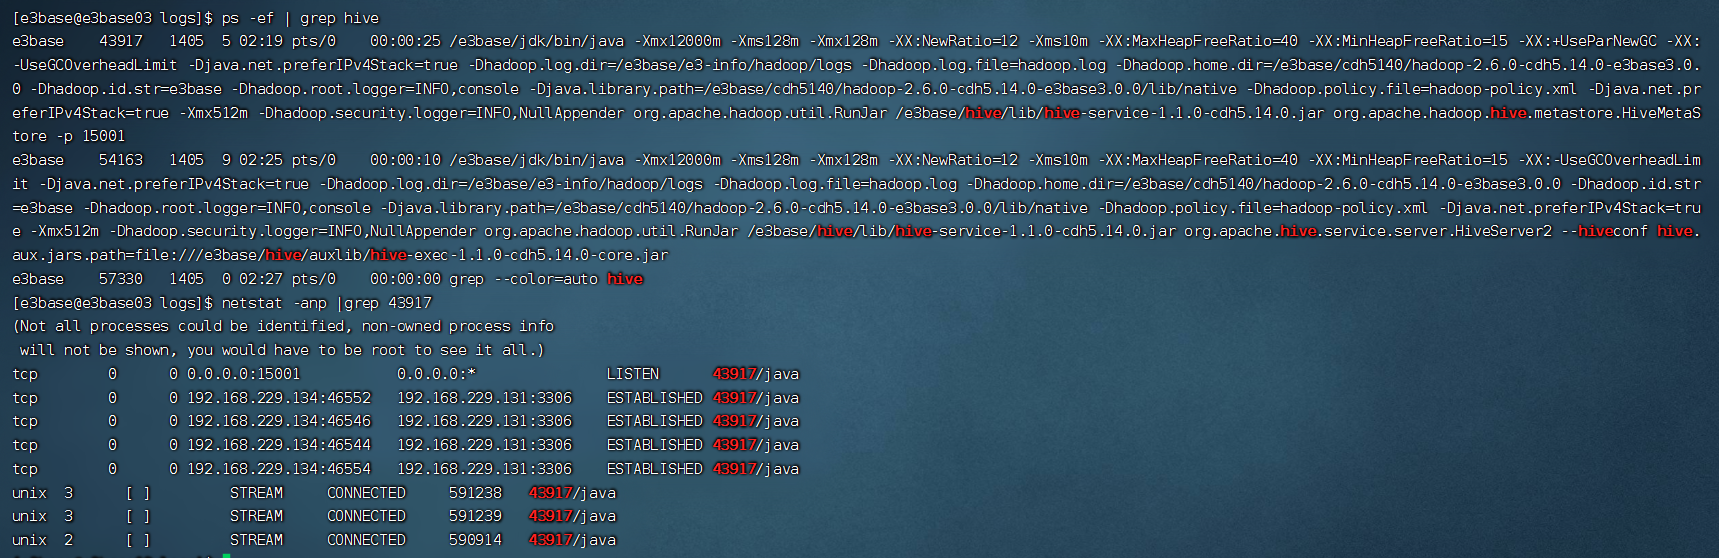 [e3base@e3base03 logs]$ ps -ef | grep hive
e3base    43917   1405  5 02:19 pts/0    00:00:25 /e3base/jdk/bin/java -Xmx12000m -Xms128m -Xmx128m -XX:NewRatio=12 -Xms10m -XX:MaxHeapFreeRatio=40 -XX:MinHeapFreeRatio=15 -XX:+UseParNewGC -XX:
-UseGCOverheadLimit -Djava.net.preferIPv4Stack=true -Dhadoop.log.dir=/e3base/e3-info/hadoop/logs -Dhadoop.log.file=hadoop.log -Dhadoop.home.dir=/e3base/cdh5140/hadoop-2.6.0-cdh5.14.0-e3base3.0.
0 -Dhadoop.id.str=e3base -Dhadoop.root.logger=INFO,console -Djava.library.path=/e3base/cdh5140/hadoop-2.6.0-cdh5.14.0-e3base3.0.0/lib/native -Dhadoop.policy.file=hadoop-policy.xml -Djava.net.pr
eferIPv4Stack=true -Xmx512m -Dhadoop.security.logger=INFO,NullAppender org.apache.hadoop.util.RunJar /e3base/hive/lib/hive-service-1.1.0-cdh5.14.0.jar org.apache.hadoop.hive.metastore.HiveMetaS
tore -p 15001
e3base    54163   1405  9 02:25 pts/0    00:00:10 /e3base/jdk/bin/java -Xmx12000m -Xms128m -Xmx128m -XX:NewRatio=12 -Xms10m -XX:MaxHeapFreeRatio=40 -XX:MinHeapFreeRatio=15 -XX:-UseGCOverheadLim
it -Djava.net.preferIPv4Stack=true -Dhadoop.log.dir=/e3base/e3-info/hadoop/logs -Dhadoop.log.file=hadoop.log -Dhadoop.home.dir=/e3base/cdh5140/hadoop-2.6.0-cdh5.14.0-e3base3.0.0 -Dhadoop.id.str
=e3base -Dhadoop.root.logger=INFO,console -Djava.library.path=/e3base/cdh5140/hadoop-2.6.0-cdh5.14.0-e3base3.0.0/lib/native -Dhadoop.policy.file=hadoop-policy.xml -Djava.net.preferIPv4Stack=tru
e -Xmx512m -Dhadoop.security.logger=INFO,NullAppender org.apache.hadoop.util.RunJar /e3base/hive/lib/hive-service-1.1.0-cdh5.14.0.jar org.apache.hive.service.server.HiveServer2 --hiveconf hive.
aux.jars.path=file:///e3base/hive/auxlib/hive-exec-1.1.0-cdh5.14.0-core.jar
e3base    57330   1405  0 02:27 pts/0    00:00:00 grep --color=auto hive
[e3base@e3base03 logs]$ netstat -anp |grep 43917
(Not all processes could be identified, non-owned process info
 will not be shown, you would have to be root to see it all.)
tcp        0      0 0.0.0.0:15001           0.0.0.0:*               LISTEN      43917/java
tcp        0      0 192.168.229.134:46552   192.168.229.131:3306    ESTABLISHED 43917/java
tcp        0      0 192.168.229.134:46546   192.168.229.131:3306    ESTABLISHED 43917/java
tcp        0      0 192.168.229.134:46544   192.168.229.131:3306    ESTABLISHED 43917/java
tcp        0      0 192.168.229.134:46554   192.168.229.131:3306    ESTABLISHED 43917/java
unix  3      [ ]         STREAM     CONNECTED     591238   43917/java
unix  3      [ ]         STREAM     CONNECTED     591239   43917/java
unix  2      [ ]         STREAM     CONNECTED     590914   43917/java